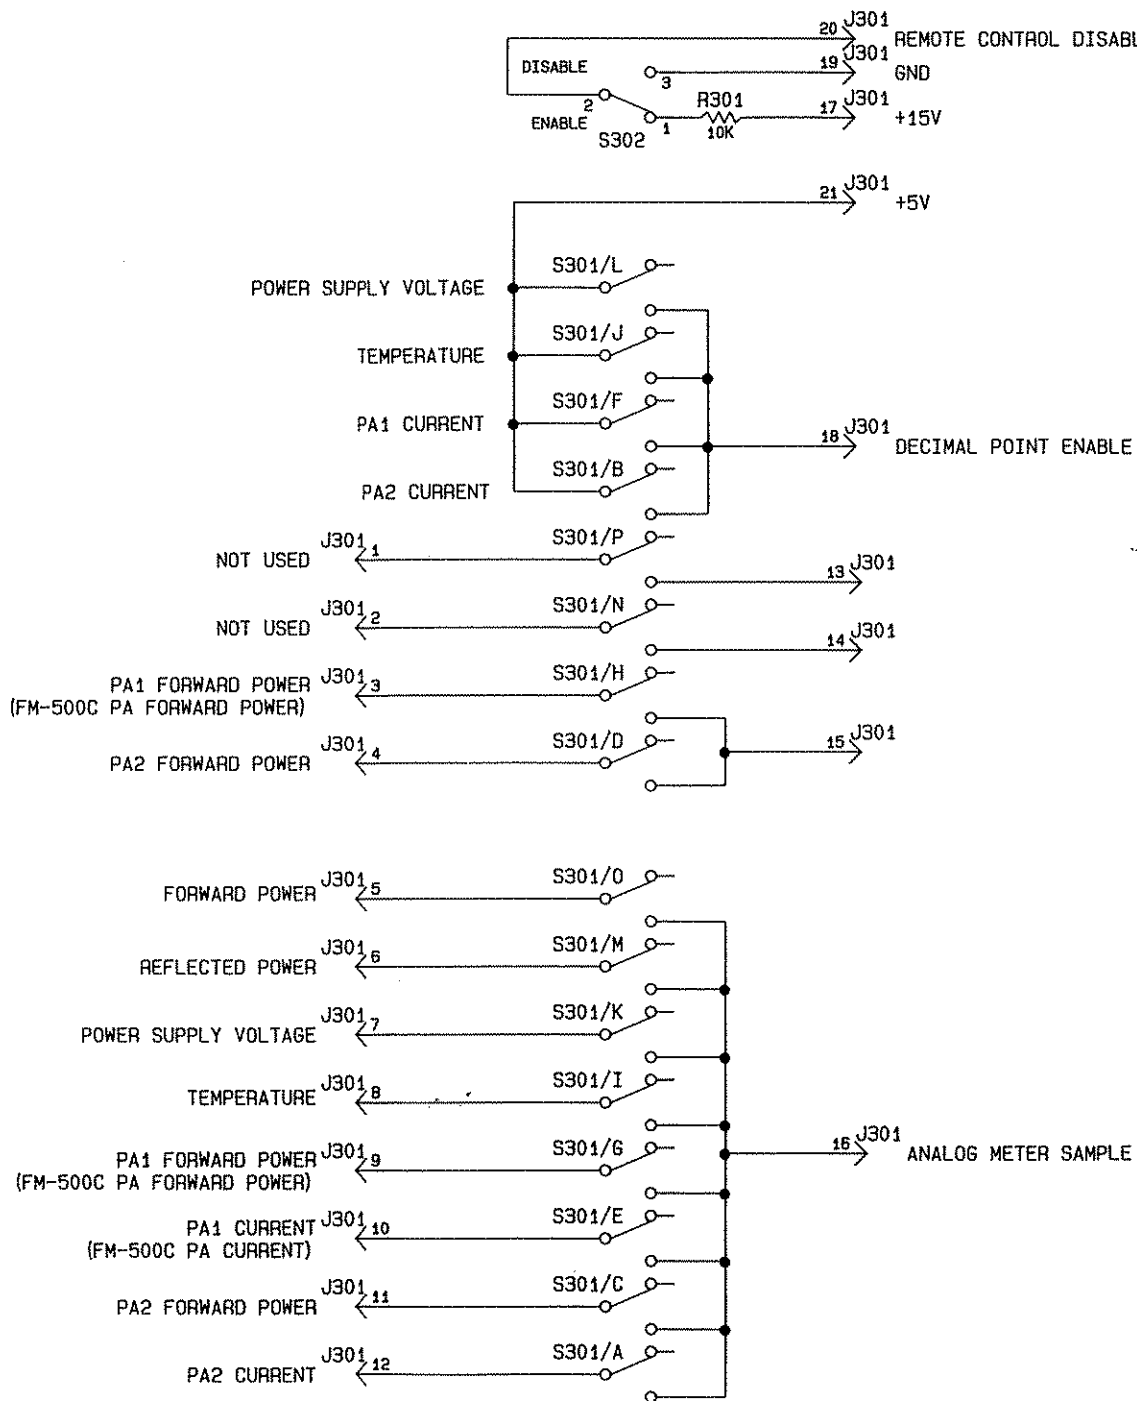 J301
20 REMOTE CONTROL DISABL
J301
DISABLE 3 19 GND
2 R301 17 J301 +15V
ENABLE 1 10K
S302
J301
21 +5V
S301/L
POWER SUPPLY VOLTAGE
S301/J
TEMPERATURE
S301/F
PA1 CURRENT
18 J301 DECIMAL POINT ENABLE
S301/B
PA2 CURRENT
J301 1 S301/P
NOT USED
13 J301
J301 2 S301/N
NOT USED
14 J301
J301 3 S301/H
PA1 FORWARD POWER
(FM-500C PA FORWARD POWER)
J301 4 S301/D 15 J301
PA2 FORWARD POWER
J301 5 S301/O
FORWARD POWER
J301 6 S301/M
REFLECTED POWER
J301 7 S301/K
POWER SUPPLY VOLTAGE
J301 8 S301/I
TEMPERATURE
J301 9 S301/G 16 J301 ANALOG METER SAMPLE
PA1 FORWARD POWER
(FM-500C PA FORWARD POWER)
J301 10 S301/E
PA1 CURRENT
(FM-500C PA CURRENT)
J301 11 S301/C
PA2 FORWARD POWER
J301 12 S301/A
PA2 CURRENT